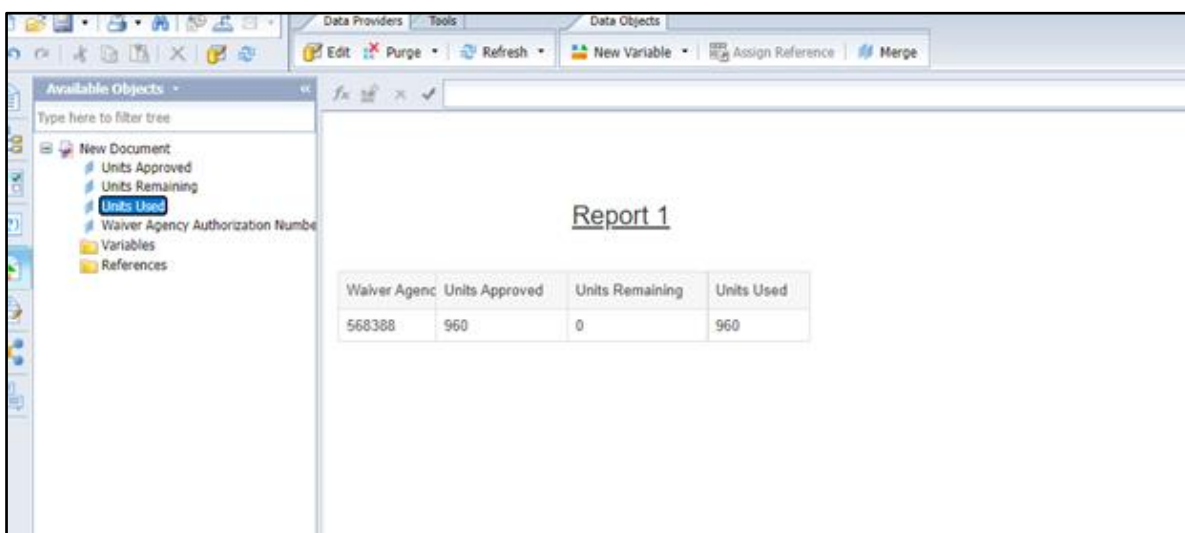 Data Providers Tools Data Objects
Edit Purge Refresh New Variable Assign Reference Merge
Available Objects
Type here to filter tree
New Document
Units Approved
Units Remaining
Units Used
Waiver Agency Authorization Numbe
Variables
References
Report 1
Waiver Agenc Units Approved Units Remaining Units Used
568388 960 0 960